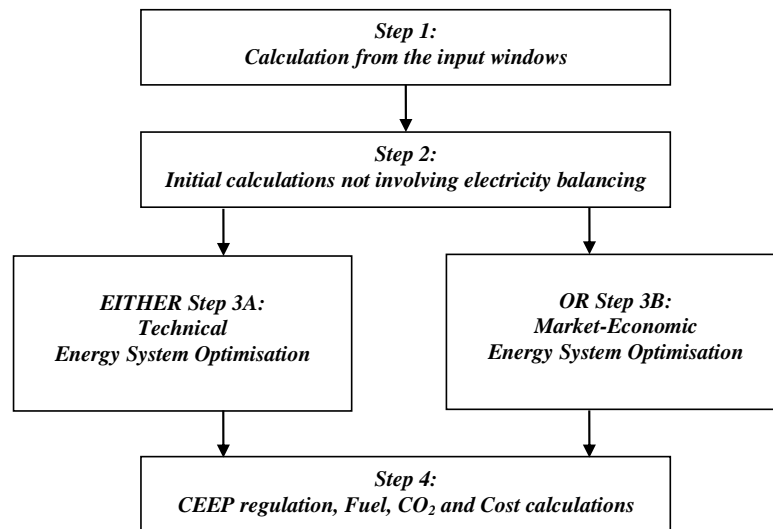 Step 1:
Calculation from the input windows
Step 2:
Initial calculations not involving electricity balancing
EITHER Step 3A:
Technical
Energy System Optimisation
OR Step 3B:
Market-Economic
Energy System Optimisation
Step 4:
CEEP regulation, Fuel, CO₂ and Cost calculations